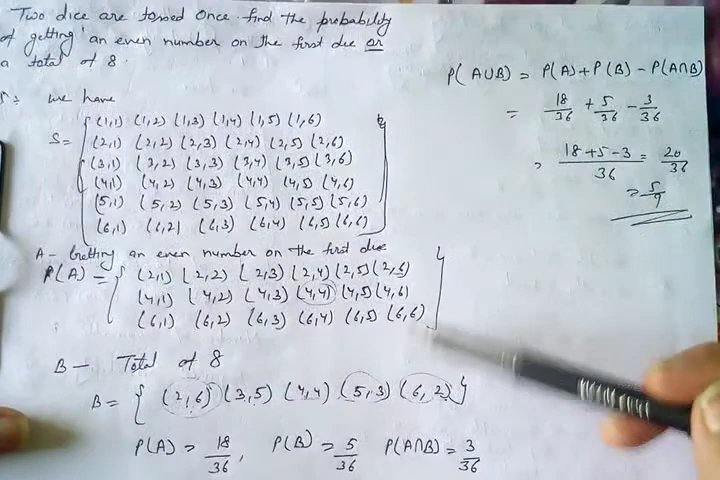 Two dice are tossed once find the probability
of getting an even number on the first die or
a total of 8.
we have
S= { (1,1) (1,2) (1,3) (1,4) (1,5) (1,6)
(2,1) (2,2) (2,3) (2,4) (2,5) (2,6)
(3,1) (3,2) (3,3) (3,4) (3,5) (3,6)
(4,1) (4,2) (4,3) (4,4) (4,5) (4,6)
(5,1) (5,2) (5,3) (5,4) (5,5) (5,6)
(6,1) (6,2) (6,3) (6,4) (6,5) (6,6) }
A- Getting an even number on the first die
P(A) = { (2,1) (2,2) (2,3) (2,4) (2,5) (2,6)
(4,1) (4,2) (4,3) (4,4) (4,5) (4,6)
(6,1) (6,2) (6,3) (6,4) (6,5) (6,6) }
B- Total of 8
B= { (2,6) (3,5) (4,4) (5,3) (6,2) }
P(A) = 18/36, P(B) = 5/36 P(A∩B) = 3/36
P(A∪B) = P(A)+P(B)-P(A∩B)
= 18/36 + 5/36 - 3/36
= 18+5-3/36 = 20/36
= 5/9